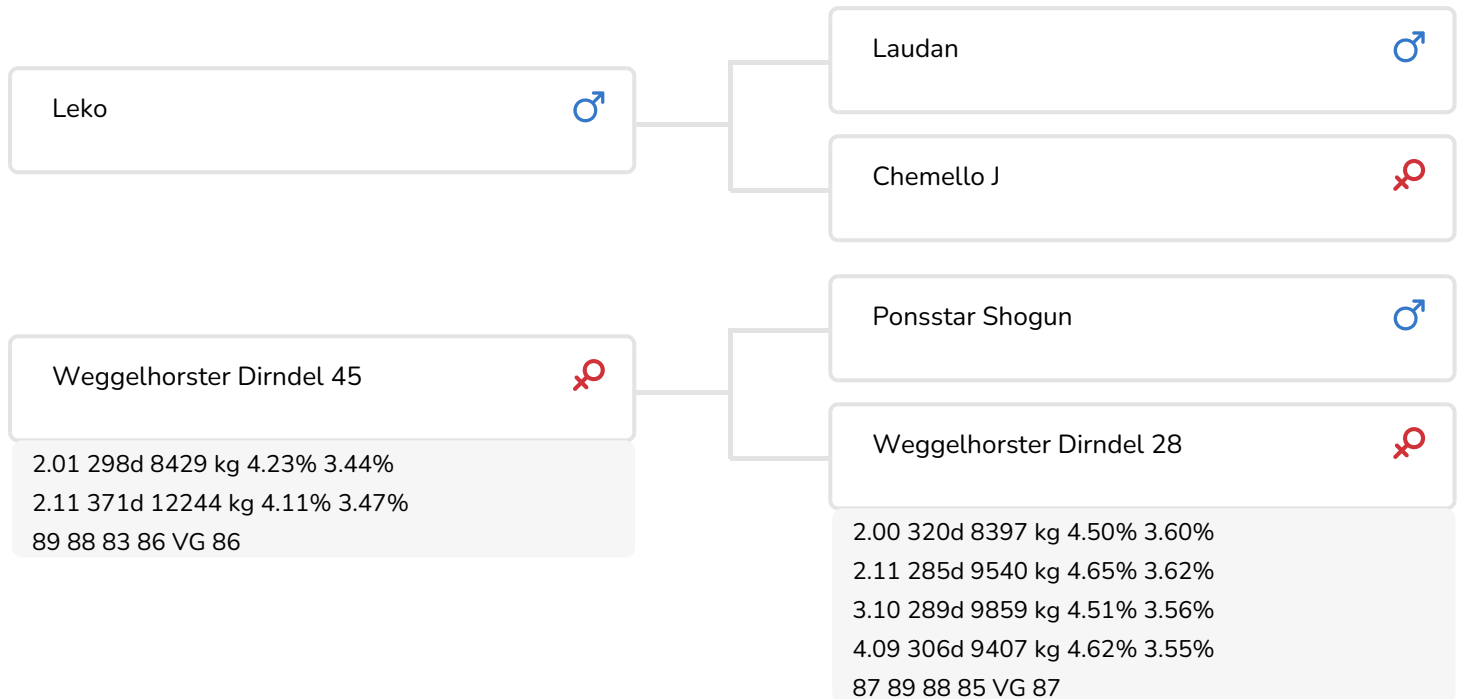 Leko
Laudan
Chemello J
Weggelhorster Dirndel 45
2.01 298d 8429 kg 4.23% 3.44%
2.11 371d 12244 kg 4.11% 3.47%
89 88 83 86 VG 86
Ponsstar Shogun
Weggelhorster Dirndel 28
2.00 320d 8397 kg 4.50% 3.60%
2.11 285d 9540 kg 4.65% 3.62%
3.10 289d 9859 kg 4.51% 3.56%
4.09 306d 9407 kg 4.62% 3.55%
87 89 88 85 VG 87